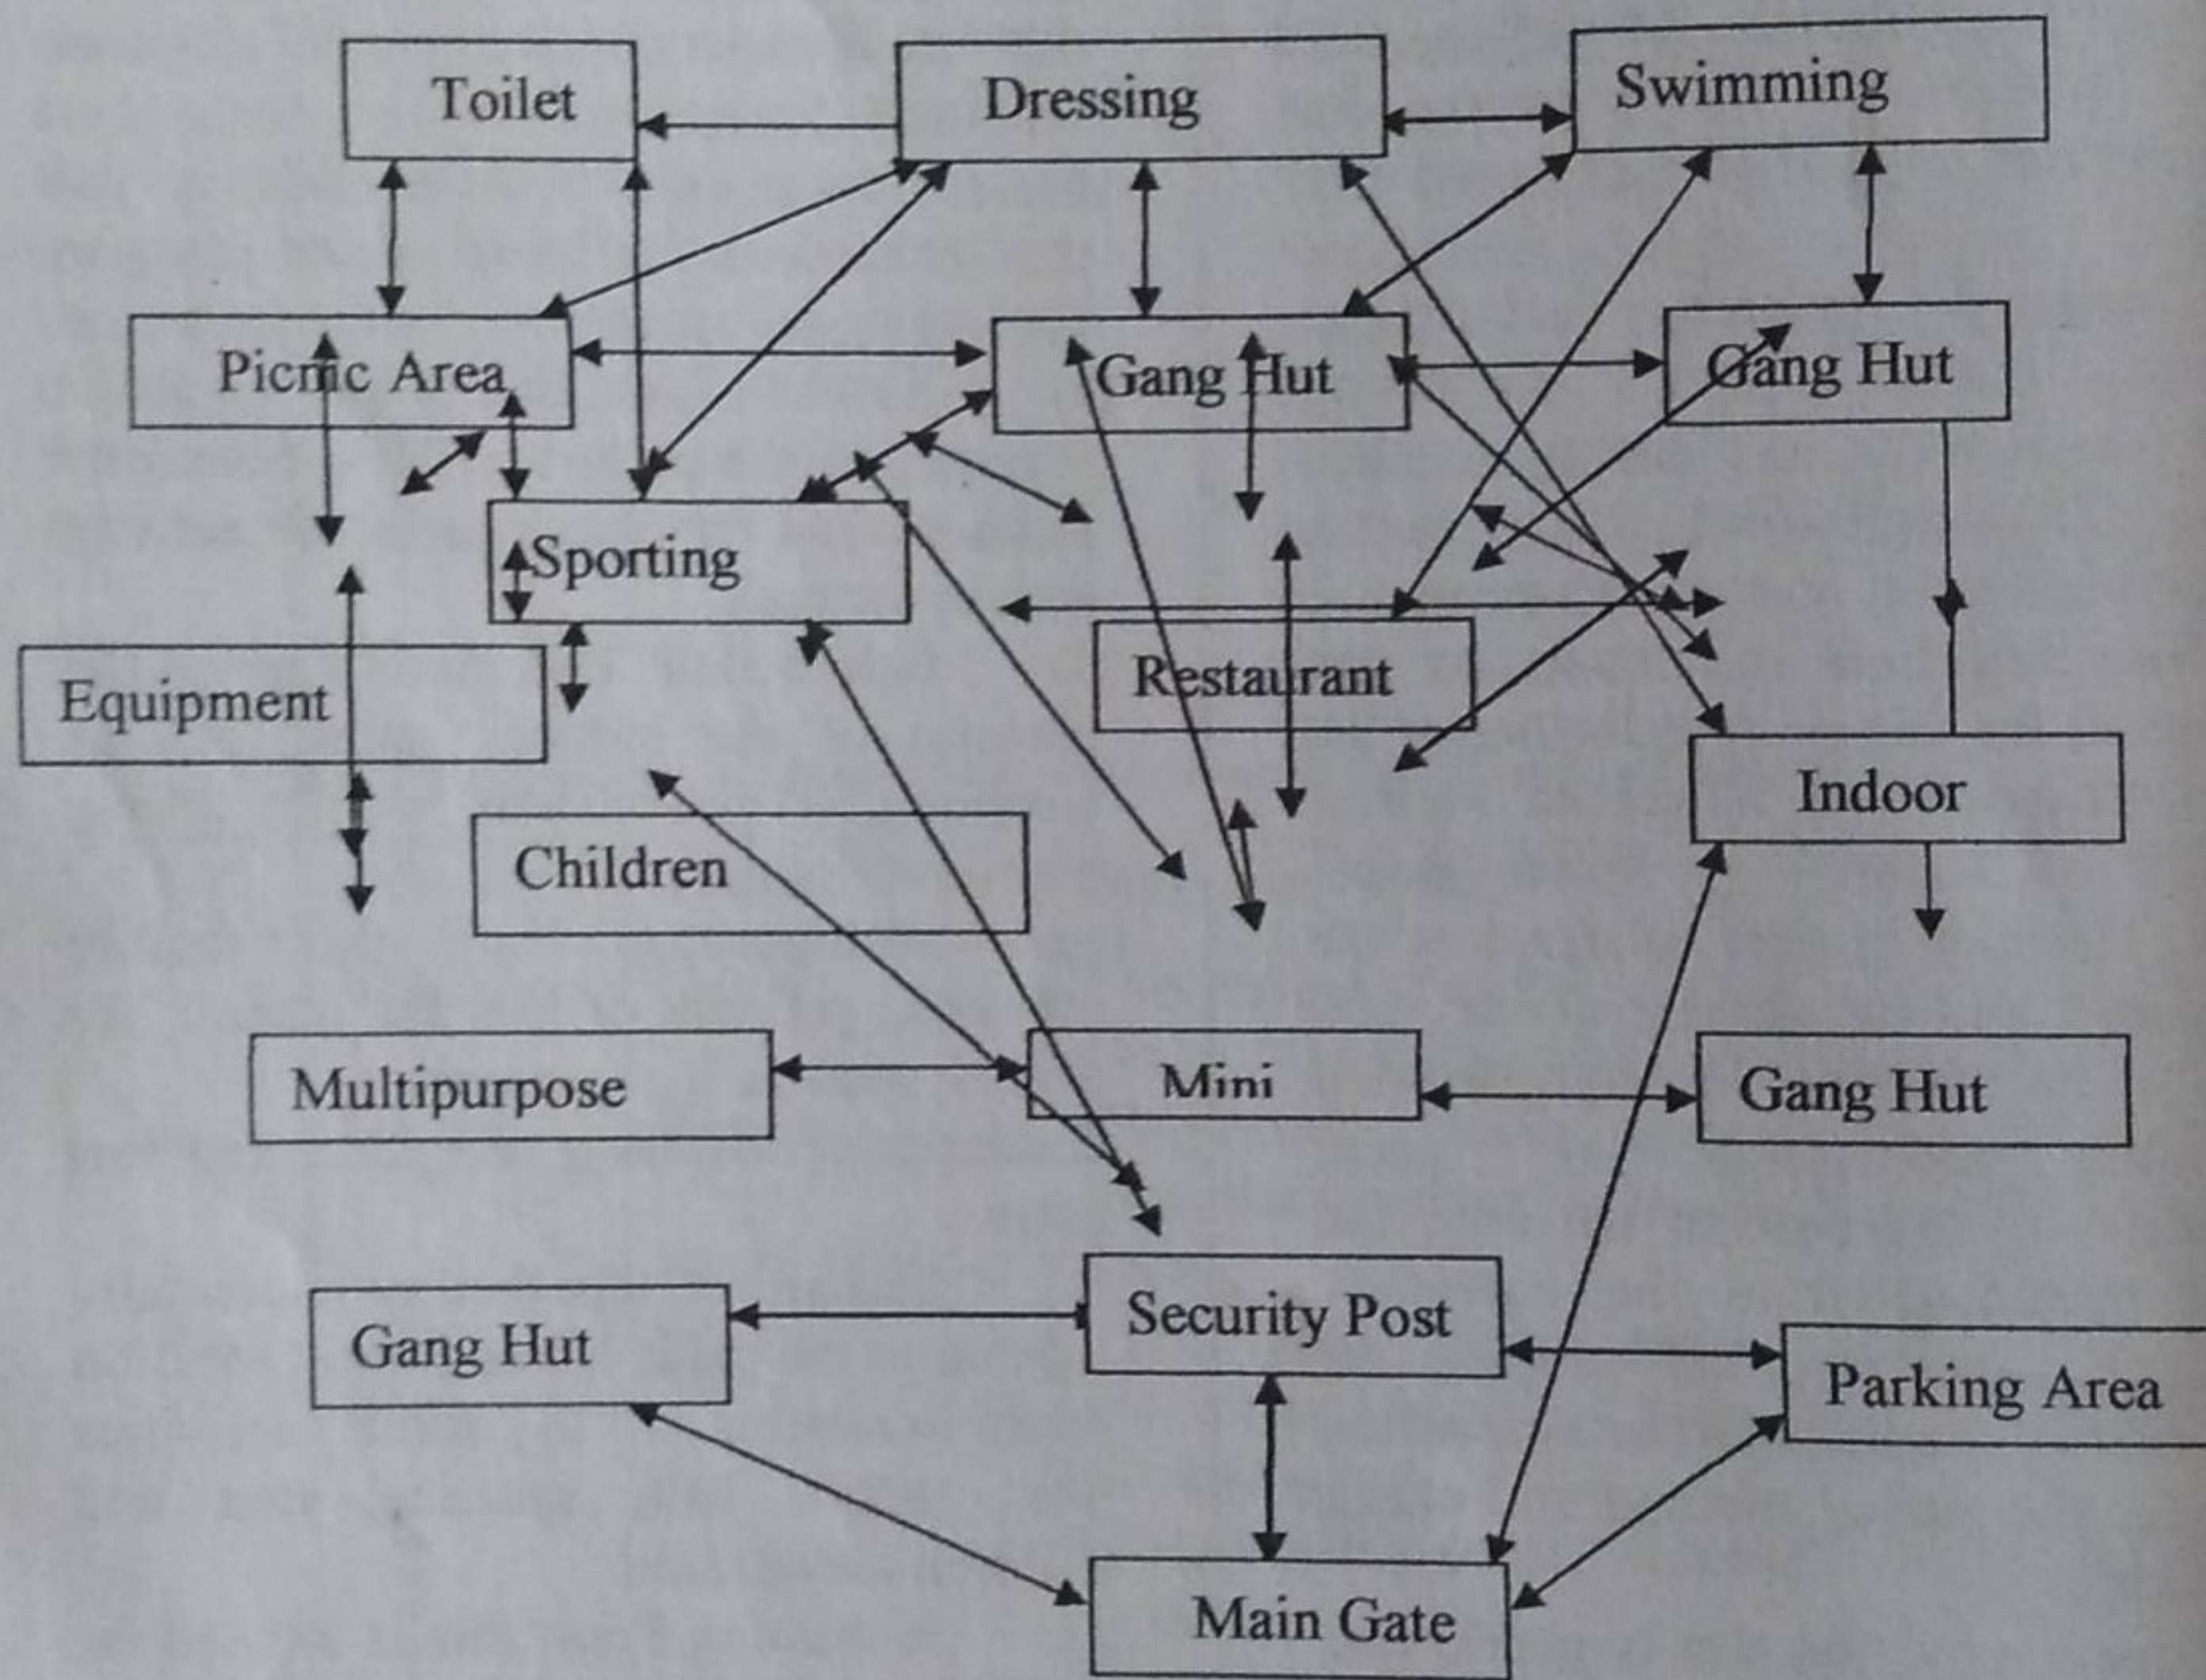 Toilet
Dressing
Swimming
Picnic Area
Gang Hut
Gang Hut
Sporting
Equipment
Restaurant
Indoor
Children
Multipurpose
Mini
Gang Hut
Gang Hut
Security Post
Parking Area
Main Gate